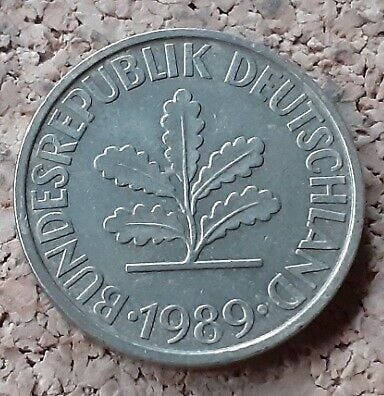 BUNDESREPUBLIK DEUTSCHLAND
· 1989 ·